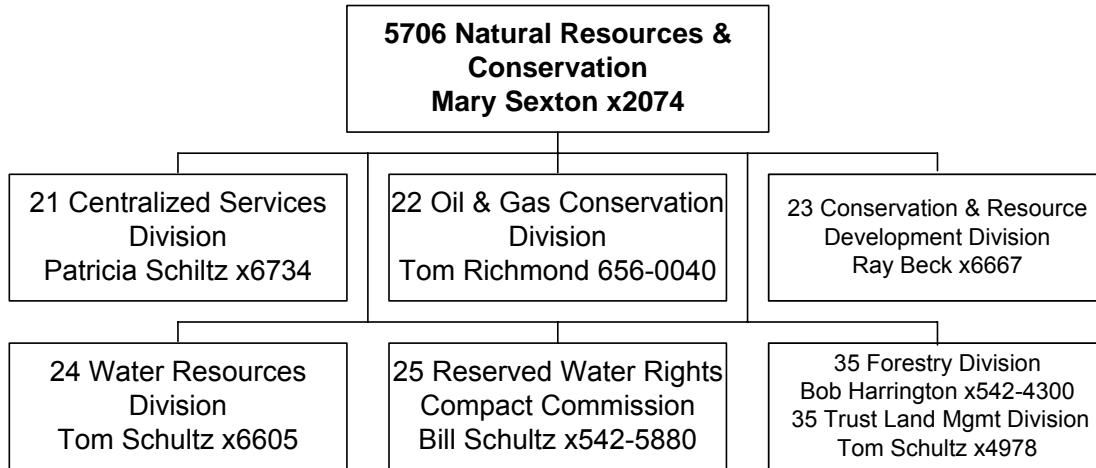 5706 Natural Resources &
Conservation
Mary Sexton x2074
21 Centralized Services
Division
Patricia Schiltz x6734
22 Oil & Gas Conservation
Division
Tom Richmond 656-0040
23 Conservation & Resource
Development Division
Ray Beck x6667
24 Water Resources
Division
Tom Schultz x6605
25 Reserved Water Rights
Compact Commission
Bill Schultz x542-5880
35 Forestry Division
Bob Harrington x542-4300
35 Trust Land Mgmt Division
Tom Schultz x4978